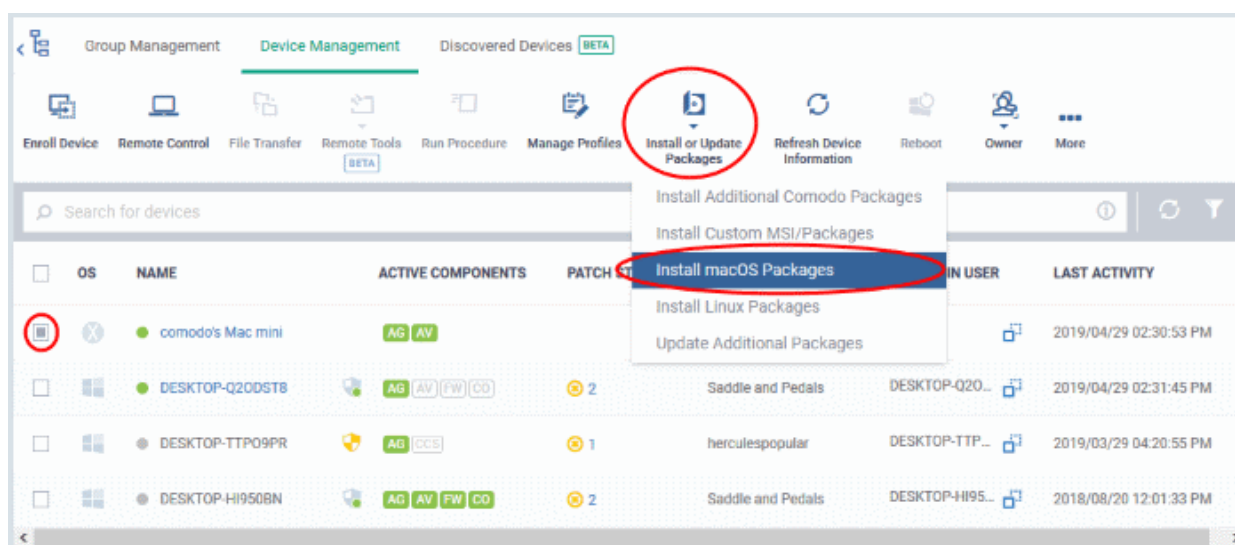 Group Management Device Management Discovered Devices BETA
Enroll Device Remote Control File Transfer Remote Tools BETA Run Procedure Manage Profiles Install or Update Packages Refresh Device Information Reboot Owner More
Install Additional Comodo Packages
Search for devices
Install Custom MSI/Packages
Install macOS Packages
Install Linux Packages
Update Additional Packages
OS NAME ACTIVE COMPONENTS PATCH ST IN USER LAST ACTIVITY
comodo's Mac mini AG AV 2019/04/29 02:30:53 PM
DESKTOP-Q2ODST8 AG AV FW CO 2 Saddle and Pedals DESKTOP-Q2O... 2019/04/29 02:31:45 PM
DESKTOP-TTPO9PR AG CCS 1 herculespopular DESKTOP-TTP... 2019/03/29 04:20:55 PM
DESKTOP-HI950BN AG AV FW CO 2 Saddle and Pedals DESKTOP-HI95... 2018/08/20 12:01:33 PM